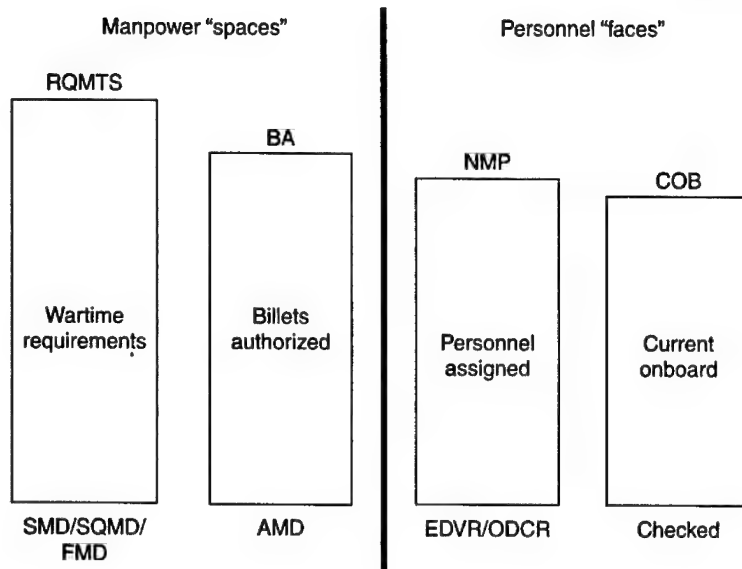 Manpower “spaces”
Personnel “faces”
RQMTS
BA
NMP
COB
Wartime
requirements
Billets
authorized
Personnel
assigned
Current
onboard
SMD/SQMD/
FMD
AMD
EDVR/ODCR
Checked